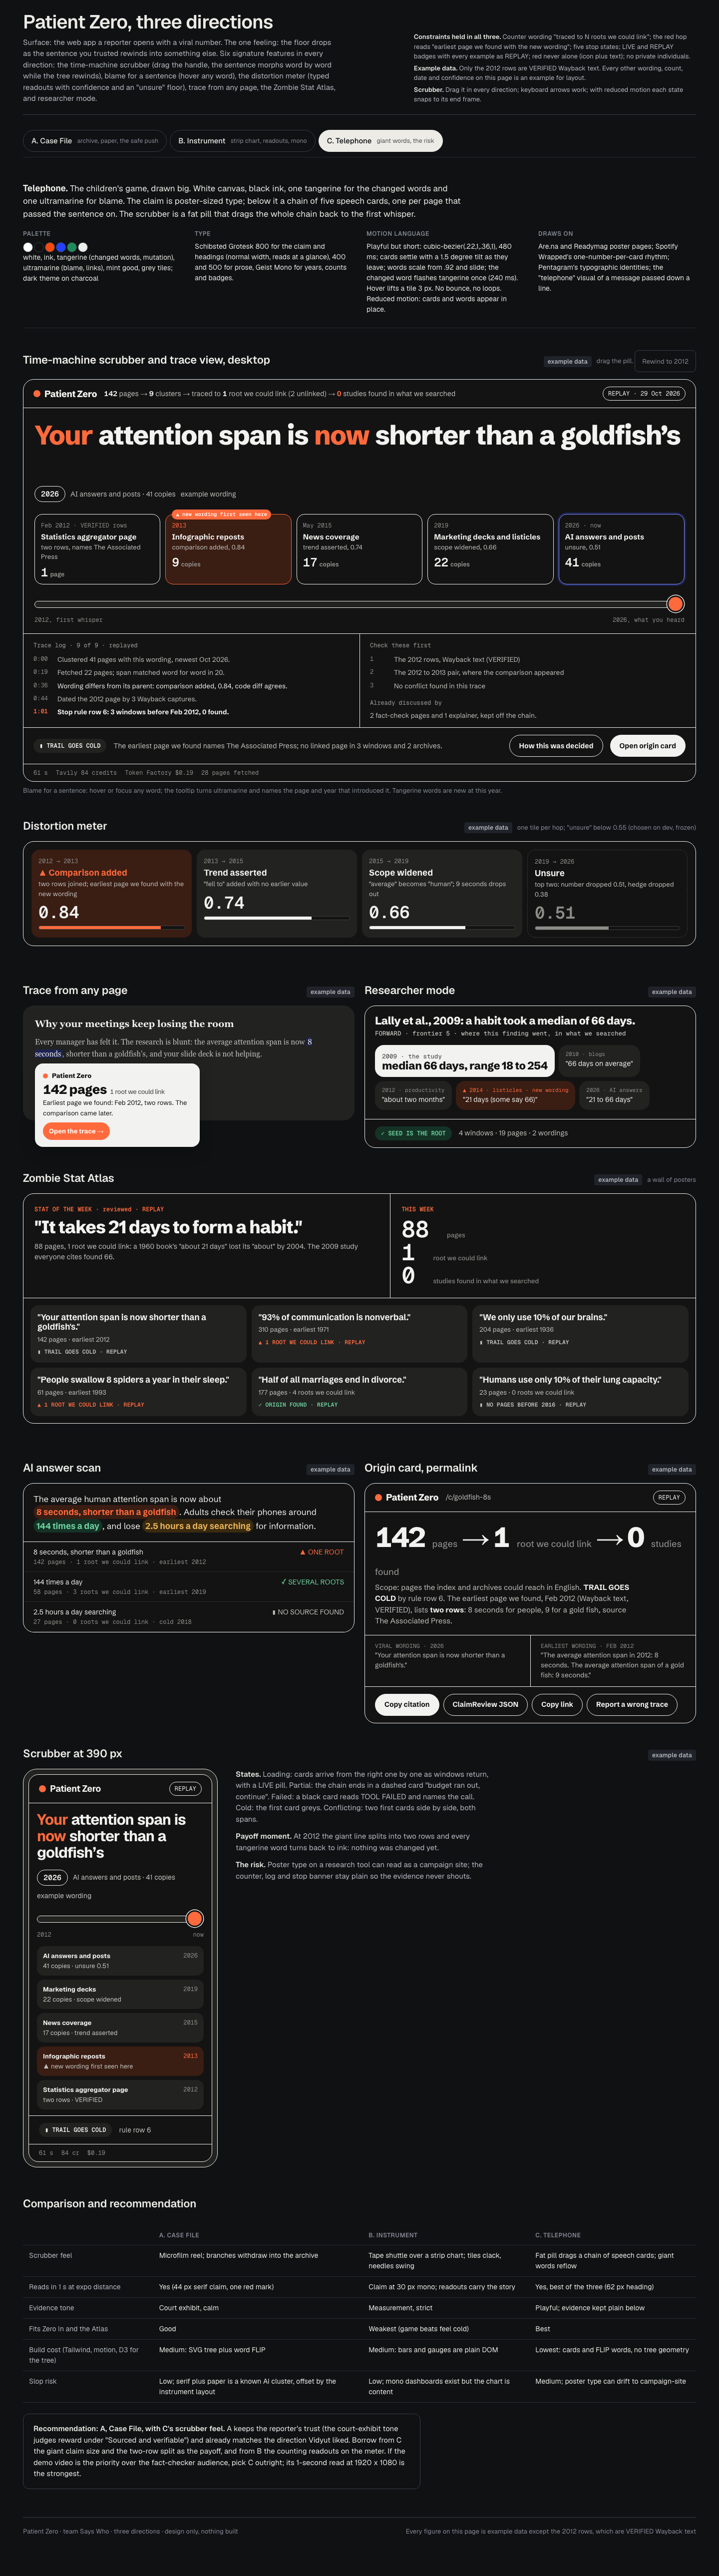 Patient Zero, three directions
Surface: the web app a reporter opens with a viral number. The one feeling: the floor drops
as the sentence you trusted rewinds into something else. Six signature features in every
direction: the time-machine scrubber (drag the handle, the sentence morphs word by word
while the tree rewinds), blame for a sentence (hover any word), the distortion meter (typed
readouts with confidence and an "unsure" floor), trace from any page, the Zombie Stat Atlas,
and researcher mode.
Constraints held in all three. Counter wording "traced to N roots we could link"; the red hop
reads "earliest page we found with the new wording"; five stop states; LIVE and REPLAY
badges with every example as REPLAY; red never alone (icon plus text); no private individuals.
Example data. Only the 2012 rows are VERIFIED Wayback text. Every other wording, count,
date and confidence on this page is an example for layout.
Scrubber. Drag it in every direction; keyboard arrows work; with reduced motion each state
snaps to its end frame.
A. Case File archive, paper, the safe push
B. Instrument strip chart, readouts, mono
C. Telephone giant words, the risk
Telephone. The children's game, drawn big. White canvas, black ink, one tangerine for the changed words and
one ultramarine for blame. The claim is poster-sized type; below it a chain of five speech cards, one per page that
passed the sentence on. The scrubber is a fat pill that drags the whole chain back to the first whisper.
PALETTE
white, ink, tangerine (changed words, mutation),
ultramarine (blame, links), mint good, grey tiles;
dark theme on charcoal
TYPE
Schibsted Grotesk 800 for the claim and
headings (normal width, reads at a glance), 400
and 500 for prose, Geist Mono for years, counts
and badges.
MOTION LANGUAGE
Playful but short: cubic-bezier(.22,1,.36,1), 480
ms; cards settle with a 1.5 degree tilt as they
leave; words scale from .92 and slide; the
changed word flashes tangerine once (240 ms).
Hover lifts a tile 3 px. No bounce, no loops.
Reduced motion: cards and words appear in
place.
DRAWS ON
Are.na and Readymag poster pages; Spotify
Wrapped's one-number-per-card rhythm;
Pentagram's typographic identities; the
"telephone" visual of a message passed down a
line.
Time-machine scrubber and trace view, desktop
example data drag the pill, Rewind to 2012
Patient Zero 142 pages → 9 clusters → traced to 1 root we could link (2 unlinked) → 0 studies found in what we searched
REPLAY · 29 Oct 2026
Your attention span is now shorter than a goldfish's
2026 AI answers and posts · 41 copies example wording
Feb 2012 · VERIFIED rows
Statistics aggregator page
two rows, names The Associated
Press
1 page
▲ new wording first seen here
2013
Infographic reposts
comparison added, 0.84
9 copies
May 2015
News coverage
trend asserted, 0.74
17 copies
2019
Marketing decks and listicles
scope widened, 0.66
22 copies
2026 · now
AI answers and posts
unsure, 0.51
41 copies
2012, first whisper
2026, what you heard
Trace log · 9 of 9 · replayed
0:00 Clustered 41 pages with this wording, newest Oct 2026.
0:19 Fetched 22 pages; span matched word for word in 20.
0:36 Wording differs from its parent: comparison added, 0.84, code diff agrees.
0:44 Dated the 2012 page by 3 Wayback captures.
1:01 Stop rule row 6: 3 windows before Feb 2012, 0 found.
Check these first
1 The 2012 rows, Wayback text (VERIFIED)
2 The 2012 to 2013 pair, where the comparison appeared
3 No conflict found in this trace
Already discussed by
2 fact-check pages and 1 explainer, kept off the chain.
TRAIL GOES COLD The earliest page we found names The Associated Press; no linked page in 3 windows and 2 archives.
How this was decided
Open origin card
61 s Tavily 84 credits Token Factory $0.19 28 pages fetched
Blame for a sentence: hover or focus any word; the tooltip turns ultramarine and names the page and year that introduced it. Tangerine words are new at this year.
Distortion meter
example data one tile per hop; "unsure" below 0.55 (chosen on dev, frozen)
2012 → 2013
▲ Comparison added
two rows joined; earliest page we found with the
new wording
0.84
2013 → 2015
Trend asserted
"fell to" added with no earlier value
0.74
2015 → 2019
Scope widened
"average" becomes "human"; 9 seconds drops
out
0.66
2019 → 2026
Unsure
top two: number dropped 0.51, hedge dropped
0.38
0.51
Trace from any page
example data
Why your meetings keep losing the room
Every manager has felt it. The research is blunt: the average attention span is now 8
seconds, shorter than a goldfish's, and your slide deck is not helping.
Patient Zero
142 pages 1 root we could link
Earliest page we found: Feb 2012, two rows. The
comparison came later.
Open the trace →
Researcher mode
example data
Lally et al., 2009: a habit took a median of 66 days.
FORWARD · frontier 5 · where this finding went, in what we searched
2009 · the study
median 66 days, range 18 to 254
2010 · blogs
"66 days on average"
2012 · productivity
"about two months"
▲ 2014 · listicles · new wording
"21 days (some say 66)"
2026 · AI answers
"21 to 66 days"
✓ SEED IS THE ROOT 4 windows · 19 pages · 2 wordings
Zombie Stat Atlas
example data a wall of posters
STAT OF THE WEEK · reviewed · REPLAY
"It takes 21 days to form a habit."
88 pages, 1 root we could link: a 1960 book's "about 21 days" lost its "about" by 2004. The 2009 study
everyone cites found 66.
THIS WEEK
88 pages
1 root we could link
0 studies found in what we searched
"Your attention span is now shorter than a
goldfish's."
142 pages · earliest 2012
TRAIL GOES COLD · REPLAY
"93% of communication is nonverbal."
310 pages · earliest 1971
▲ 1 ROOT WE COULD LINK · REPLAY
"We only use 10% of our brains."
204 pages · earliest 1936
TRAIL GOES COLD · REPLAY
"People swallow 8 spiders a year in their sleep."
61 pages · earliest 1993
▲ 1 ROOT WE COULD LINK · REPLAY
"Half of all marriages end in divorce."
177 pages · 4 roots we could link
✓ ORIGIN FOUND · REPLAY
"Humans use only 10% of their lung capacity."
23 pages · 0 roots we could link
NO PAGES BEFORE 2016 · REPLAY
AI answer scan
example data
The average human attention span is now about
8 seconds, shorter than a goldfish. Adults check their phones around
144 times a day, and lose 2.5 hours a day searching for information.
8 seconds, shorter than a goldfish ▲ ONE ROOT
142 pages · 1 root we could link · earliest 2012
144 times a day ✓ SEVERAL ROOTS
58 pages · 3 roots we could link · earliest 2019
2.5 hours a day searching NO SOURCE FOUND
27 pages · 0 roots we could link · cold 2018
Origin card, permalink
example data
Patient Zero /c/goldfish-8s
REPLAY
142 pages → 1 root we could link → 0 studies
found
Scope: pages the index and archives could reach in English. TRAIL GOES
COLD by rule row 6. The earliest page we found, Feb 2012 (Wayback,
VERIFIED), lists two rows: 8 seconds for people, 9 for a gold fish, source
The Associated Press.
VIRAL WORDING · 2026
"Your attention span is now shorter than a
goldfish's."
EARLIEST WORDING · FEB 2012
"The average attention span in 2012: 8
seconds. The average attention span of a gold
fish: 9 seconds."
Copy citation
ClaimReview JSON
Copy link
Report a wrong trace
Scrubber at 390 px
example data
Patient Zero
REPLAY
Your attention span is
now shorter than a
goldfish's
2026 AI answers and posts · 41 copies
example wording
2012
now
AI answers and posts 2026
41 copies · unsure 0.51
Marketing decks 2019
22 copies · scope widened
News coverage 2015
17 copies · trend asserted
Infographic reposts 2013
▲ new wording first seen here
Statistics aggregator page 2012
two rows · VERIFIED
TRAIL GOES COLD rule row 6
61 s 84 cr $0.19
States. Loading: cards arrive from the right one by one as windows return,
with a LIVE pill. Partial: the chain ends in a dashed card "budget ran out,
continue". Failed: a black card reads TOOL FAILED and names the call.
Cold: the first card greys. Conflicting: two first cards side by side, both
spans.
Payoff moment. At 2012 the giant line splits into two rows and every
tangerine word turns back to ink: nothing was changed yet.
The risk. Poster type on a research tool can read as a campaign site; the
counter, log and stop banner stay plain so the evidence never shouts.
Comparison and recommendation
A. CASE FILE B. INSTRUMENT C. TELEPHONE
Scrubber feel
Microfilm reel; branches withdraw into the archive
Tape shuttle over a strip chart; tiles clack,
needles swing
Fat pill drags a chain of speech cards; giant
words reflow
Reads in 1 s at expo distance
Yes (44 px serif claim, one red mark)
Claim at 30 px mono; readouts carry the story
Yes, best of the three (62 px heading)
Evidence tone
Court exhibit, calm
Measurement, strict
Playful; evidence kept plain below
Fits Zero In and the Atlas
Good
Weakest (game beats feel cold)
Best
Build cost (Tailwind, motion, D3 for
the tree)
Medium: SVG tree plus word FLIP
Medium: bars and gauges are plain DOM
Lowest: cards and FLIP words, no tree geometry
Slop risk
Low; serif plus paper is a known AI cluster, offset by the
instrument layout
Low; mono dashboards exist but the chart is
content
Medium; poster type can drift to campaign-site
Recommendation: A, Case File, with C's scrubber feel. A keeps the reporter's trust (the court-exhibit tone
judges reward under "Sourced and verifiable") and already matches the direction Vidyut liked. Borrow from C
the giant claim size and the two-row split as the payoff, and from B the counting readouts on the meter. If the
demo video is the priority over the fact-checker audience, pick C outright; its 1-second read at 1920 x 1080 is
the strongest.
Patient Zero · team Says Who · three directions · design only, nothing built
Every figure on this page is example data except the 2012 rows, which are VERIFIED Wayback text